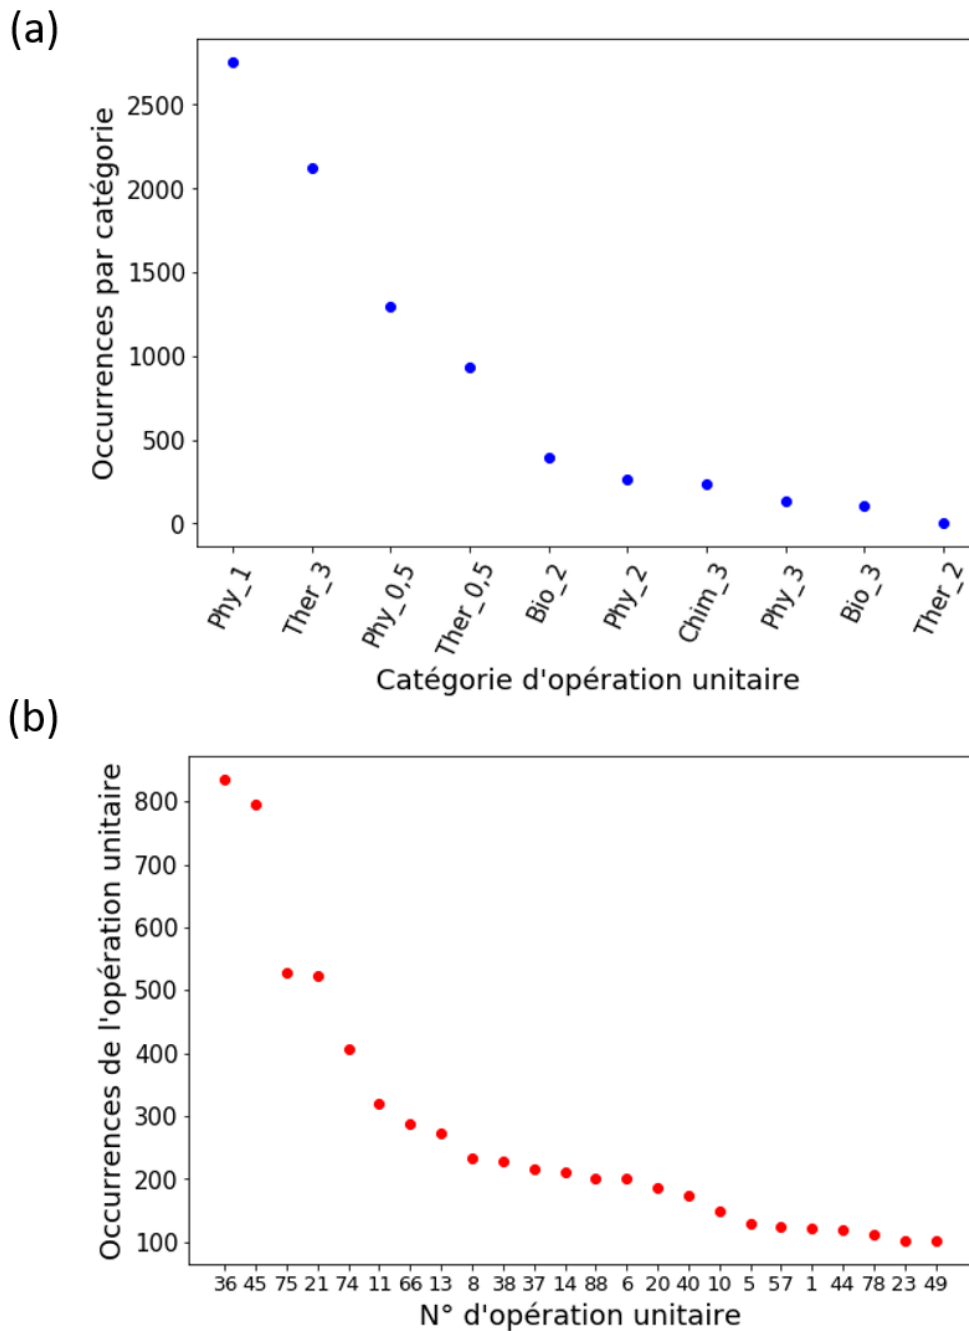 (a)
Occurrences par catégorie
2500
2000
1500
1000
500
0
Phy_1 Ther_3 Phy_0,5 Ther_0,5 Bio_2 Phy_2 Chim_3 Phy_3 Bio_3 Ther_2
Catégorie d'opération unitaire
(b)
Occurrences de l'opération unitaire
800
700
600
500
400
300
200
100
36 45 75 21 74 11 66 13 8 38 37 14 88 6 20 40 10 5 57 1 44 78 23 49
N° d'opération unitaire